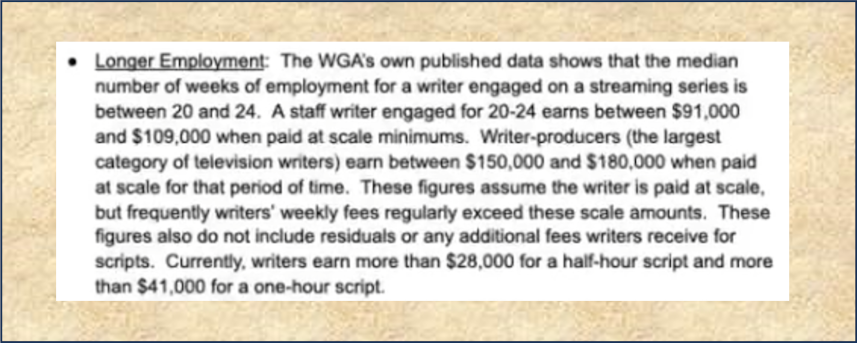 • Longer Employment: The WGA's own published data shows that the median
number of weeks of employment for a writer engaged on a streaming series is
between 20 and 24. A staff writer engaged for 20-24 earns between $91,000
and $109,000 when paid at scale minimums. Writer-producers (the largest
category of television writers) earn between $150,000 and $180,000 when paid
at scale for that period of time. These figures assume the writer is paid at scale,
but frequently writers' weekly fees regularly exceed these scale amounts. These
figures also do not include residuals or any additional fees writers receive for
scripts. Currently, writers earn more than $28,000 for a half-hour script and more
than $41,000 for a one-hour script.